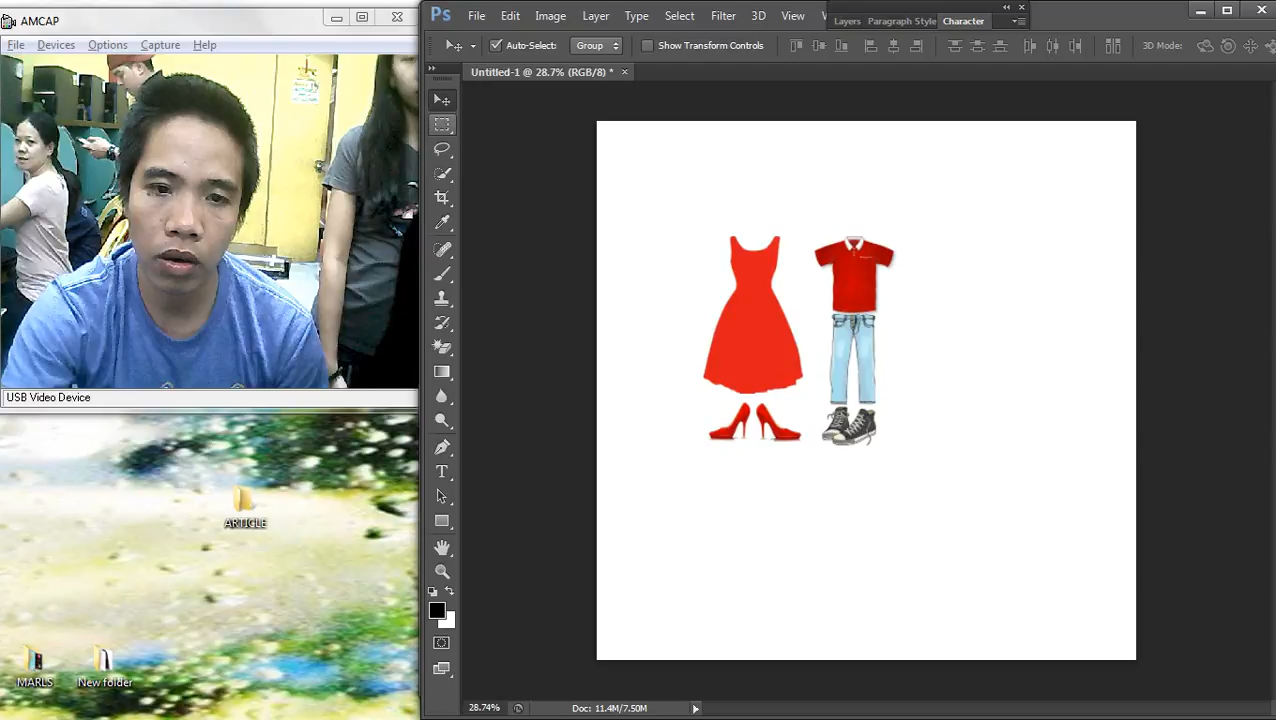 AMCAP
File Devices Options Capture Help
USB Video Device
ARTICLE
MARLS
New folder
Ps File Edit Image Layer Type Select Filter 3D View
Layers Paragraph Style Character
Auto-Select: Group Show Transform Controls 3D Mode:
Untitled-1 @ 28.7% (RGB/8) *
T
28.74% Doc: 11.4M/7.50M